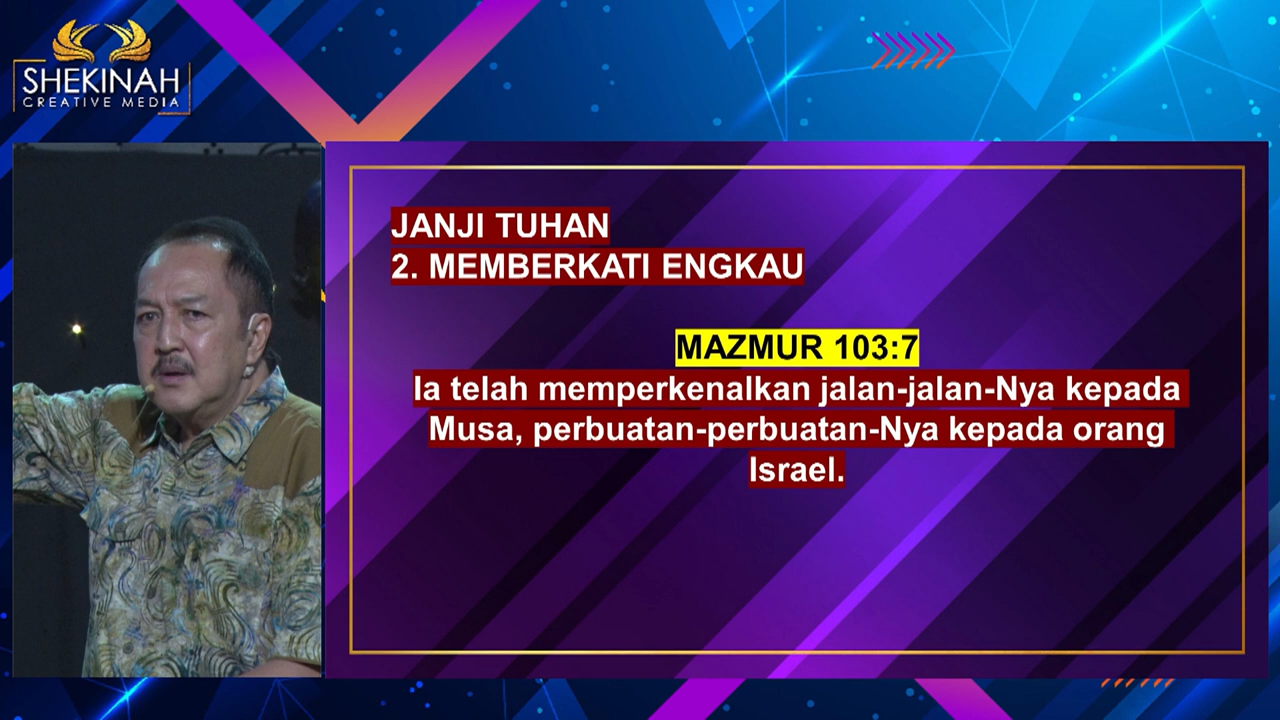 SHEKINAH
CREATIVE MEDIA
JANJI TUHAN
2. MEMBERKATI ENGKAU
MAZMUR 103:7
Ia telah memperkenalkan jalan-jalan-Nya kepada
Musa, perbuatan-perbuatan-Nya kepada orang
Israel.